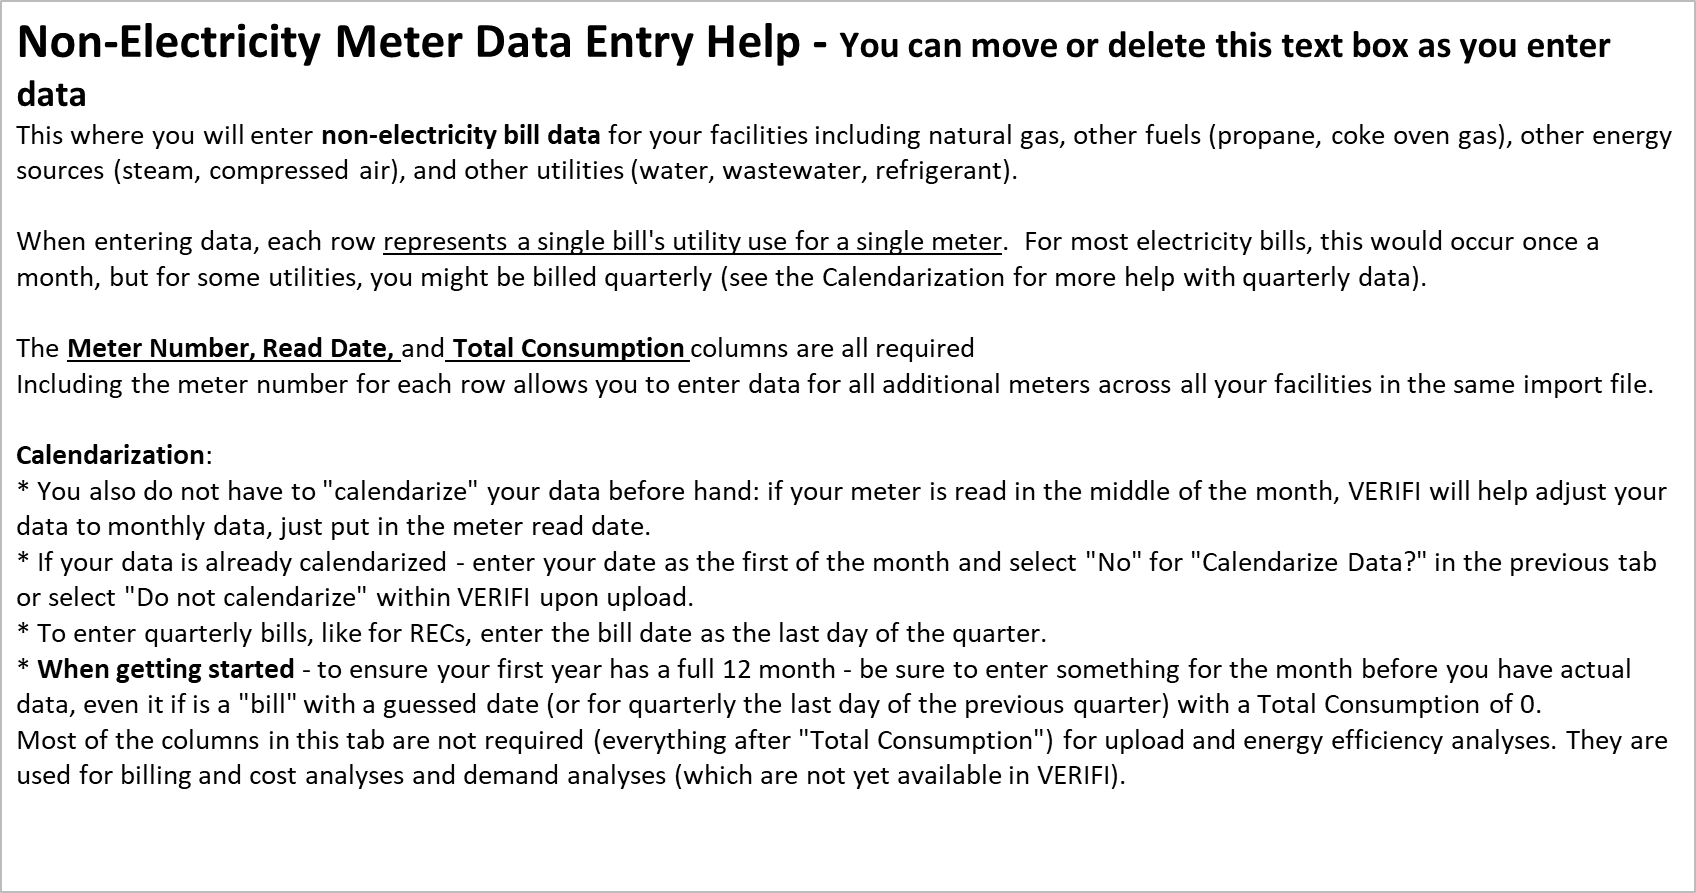 Non-Electricity Meter Data Entry Help - You can move or delete this text box as you enter
data
This where you will enter non-electricity bill data for your facilities including natural gas, other fuels (propane, coke oven gas), other energy
sources (steam, compressed air), and other utilities (water, wastewater, refrigerant).
When entering data, each row represents a single bill's utility use for a single meter.  For most electricity bills, this would occur once a
month, but for some utilities, you might be billed quarterly (see the Calendarization for more help with quarterly data).
The Meter Number, Read Date, and Total Consumption columns are all required
Including the meter number for each row allows you to enter data for all additional meters across all your facilities in the same import file.
Calendarization:
* You also do not have to "calendarize" your data before hand: if your meter is read in the middle of the month, VERIFI will help adjust your
data to monthly data, just put in the meter read date.
* If your data is already calendarized - enter your date as the first of the month and select "No" for "Calendarize Data?" in the previous tab
or select "Do not calendarize" within VERIFI upon upload.
* To enter quarterly bills, like for RECs, enter the bill date as the last day of the quarter.
* When getting started - to ensure your first year has a full 12 month - be sure to enter something for the month before you have actual
data, even it if is a "bill" with a guessed date (or for quarterly the last day of the previous quarter) with a Total Consumption of 0.
Most of the columns in this tab are not required (everything after "Total Consumption") for upload and energy efficiency analyses. They are
used for billing and cost analyses and demand analyses (which are not yet available in VERIFI).